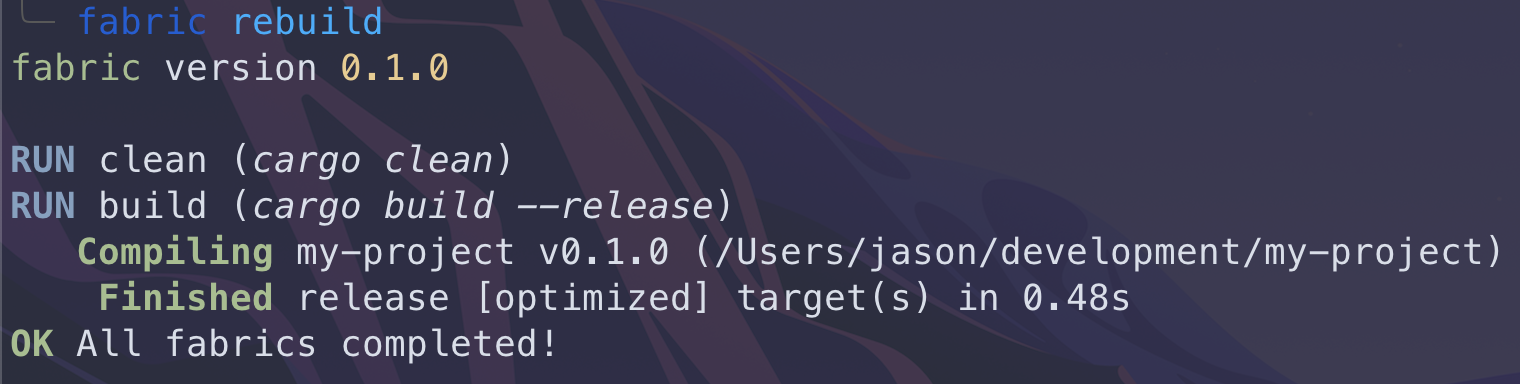 fabric rebuild
fabric version 0.1.0
RUN clean (cargo clean)
RUN build (cargo build --release)
Compiling my-project v0.1.0 (/Users/jason/development/my-project)
Finished release [optimized] target(s) in 0.48s
OK All fabrics completed!